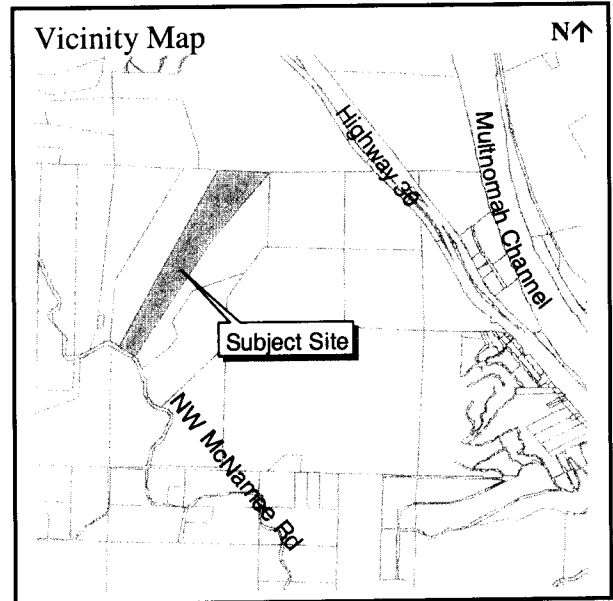 Vicinity Map
N↑
Highway 30
Multnomah Channel
Subject Site
NW McNamee Rd